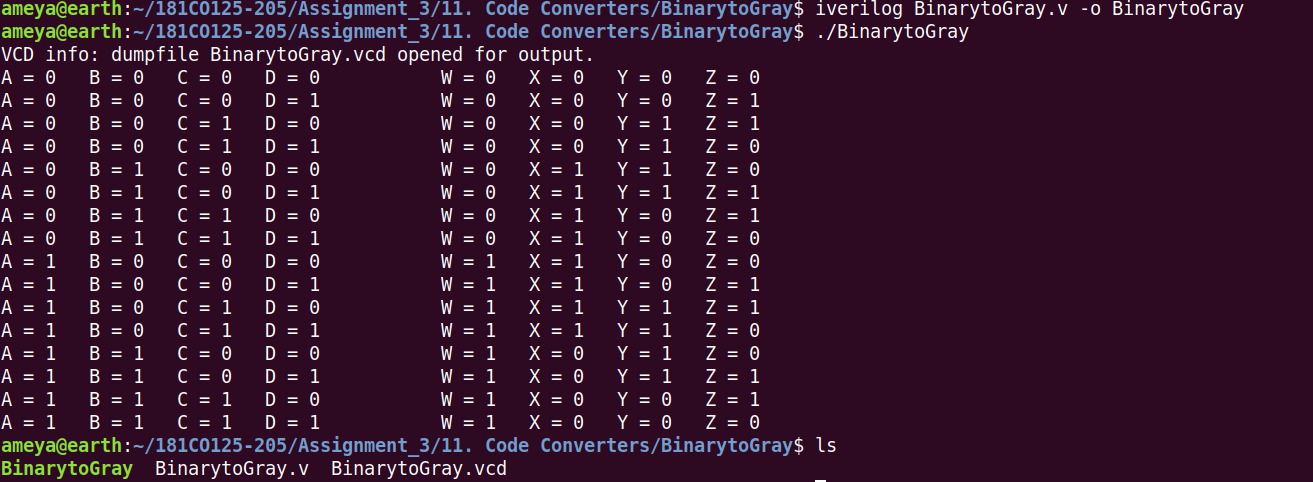 ameya@earth:~/181CO125-205/Assignment_3/11. Code Converters/BinarytoGray$ iverilog BinarytoGray.v -o BinarytoGray
ameya@earth:~/181CO125-205/Assignment_3/11. Code Converters/BinarytoGray$ ./BinarytoGray
VCD info: dumpfile BinarytoGray.vcd opened for output.
A = 0   B = 0   C = 0   D = 0           W = 0   X = 0   Y = 0   Z = 0
A = 0   B = 0   C = 0   D = 1           W = 0   X = 0   Y = 0   Z = 1
A = 0   B = 0   C = 1   D = 0           W = 0   X = 0   Y = 1   Z = 1
A = 0   B = 0   C = 1   D = 1           W = 0   X = 0   Y = 1   Z = 0
A = 0   B = 1   C = 0   D = 0           W = 0   X = 1   Y = 1   Z = 0
A = 0   B = 1   C = 0   D = 1           W = 0   X = 1   Y = 1   Z = 1
A = 0   B = 1   C = 1   D = 0           W = 0   X = 1   Y = 0   Z = 1
A = 0   B = 1   C = 1   D = 1           W = 0   X = 1   Y = 0   Z = 0
A = 1   B = 0   C = 0   D = 0           W = 1   X = 1   Y = 0   Z = 0
A = 1   B = 0   C = 0   D = 1           W = 1   X = 1   Y = 0   Z = 1
A = 1   B = 0   C = 1   D = 0           W = 1   X = 1   Y = 1   Z = 1
A = 1   B = 0   C = 1   D = 1           W = 1   X = 1   Y = 1   Z = 0
A = 1   B = 1   C = 0   D = 0           W = 1   X = 0   Y = 1   Z = 0
A = 1   B = 1   C = 0   D = 1           W = 1   X = 0   Y = 1   Z = 1
A = 1   B = 1   C = 1   D = 0           W = 1   X = 0   Y = 0   Z = 1
A = 1   B = 1   C = 1   D = 1           W = 1   X = 0   Y = 0   Z = 0
ameya@earth:~/181CO125-205/Assignment_3/11. Code Converters/BinarytoGray$ ls
BinarytoGray  BinarytoGray.v  BinarytoGray.vcd